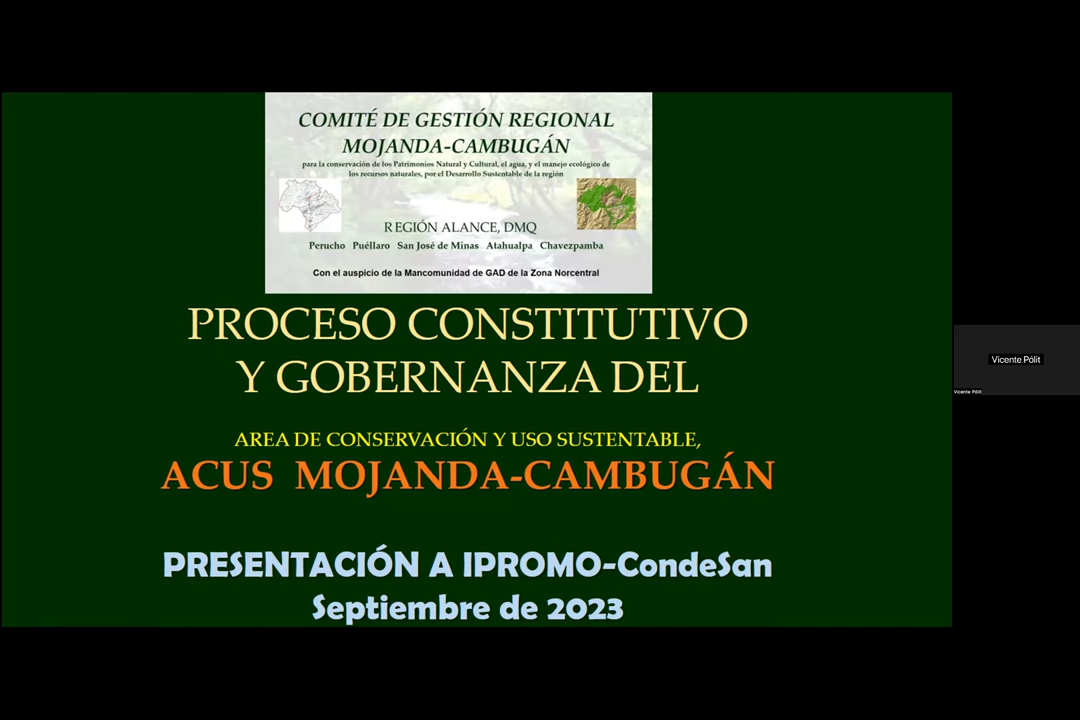 COMITÉ DE GESTIÓN REGIONAL
MOJANDA-CAMBUGÁN
para la conservación de los Patrimonios Natural y Cultural, el agua, y el manejo ecológico de
los recursos naturales, por el Desarrollo Sustentable de la región
REGIÓN ALANCE, DMQ
Perucho Puéllaro San José de Minas Atahualpa Chavezpamba
Con el auspicio de la Mancomunidad de GAD de la Zona Norcentral
PROCESO CONSTITUTIVO
Y GOBERNANZA DEL
AREA DE CONSERVACIÓN Y USO SUSTENTABLE,
ACUS MOJANDA-CAMBUGÁN
PRESENTACIÓN A IPROMO-CondeSan
Septiembre de 2023
Vicente Pólit
Vicente Pólit